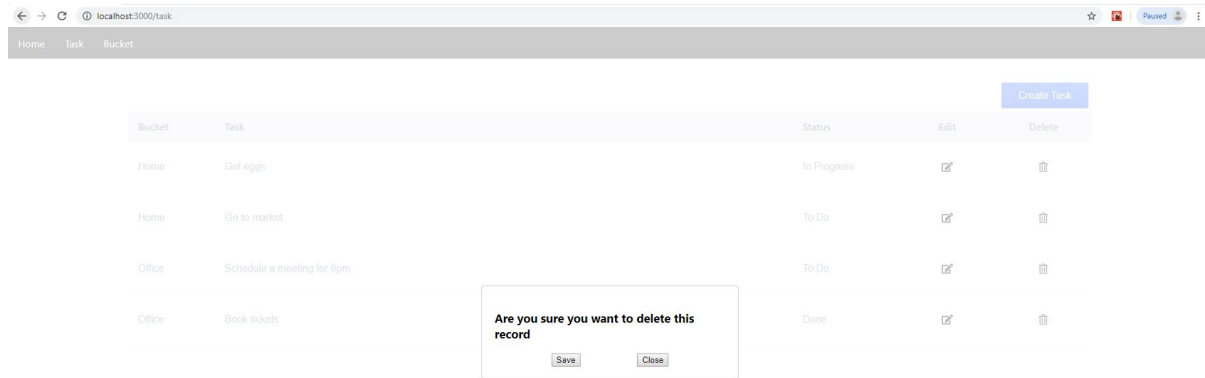 localhost:3000/task
Paused
Home Task Bucket
Create Task
Bucket Task Status Edit Delete
Home Get eggs In Progress
Home Go to market To Do
Office Schedule a meeting for 6pm To Do
Office Book tickets Done
Are you sure you want to delete this
record
Save Close